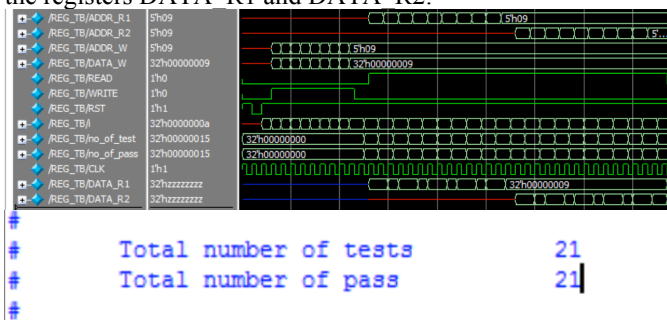 the registers DATA_R1 and DATA_R2.
/REG_TB/ADDR_R1 5'h09 5'h09
/REG_TB/ADDR_R2 5'h09 5'...
/REG_TB/ADDR_W 5'h09 5'h09
/REG_TB/DATA_W 32'h00000009 32'h00000009
/REG_TB/READ 1'h0
/REG_TB/WRITE 1'h0
/REG_TB/RST 1'h1
/REG_TB/i 32'h0000000a
/REG_TB/no_of_test 32'h00000015 32'h00000000
/REG_TB/no_of_pass 32'h00000015 32'h00000000
/REG_TB/CLK 1'h1
/REG_TB/DATA_R1 32'hzzzzzzzz 32'h00000009
/REG_TB/DATA_R2 32'hzzzzzzzz
#
# Total number of tests 21
# Total number of pass 21
#